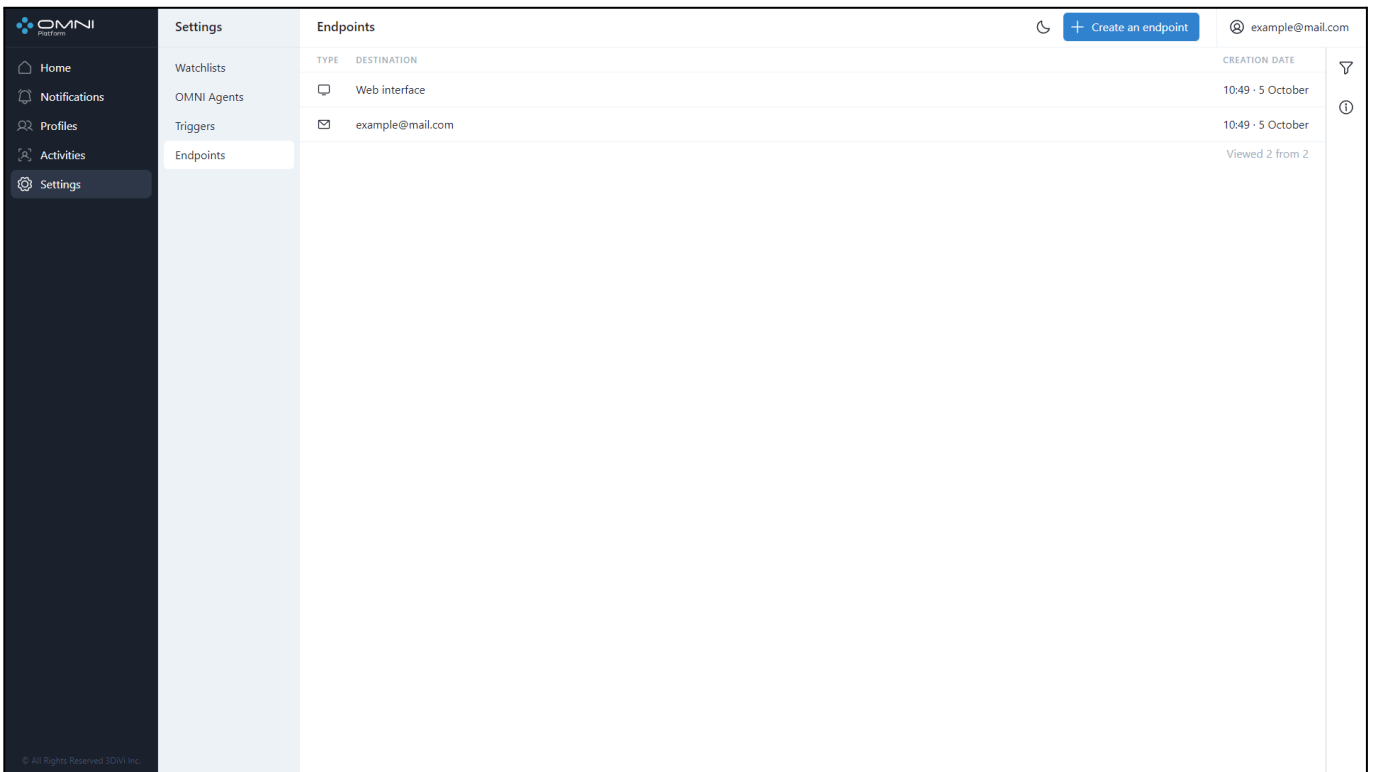 OMNI
Platform
Home
Notifications
Profiles
Activities
Settings
© All Rights Reserved 3DiVi Inc.
Settings
Watchlists
OMNI Agents
Triggers
Endpoints
Endpoints
Create an endpoint
example@mail.com
TYPE DESTINATION CREATION DATE
Web interface 10:49 · 5 October
example@mail.com 10:49 · 5 October
Viewed 2 from 2